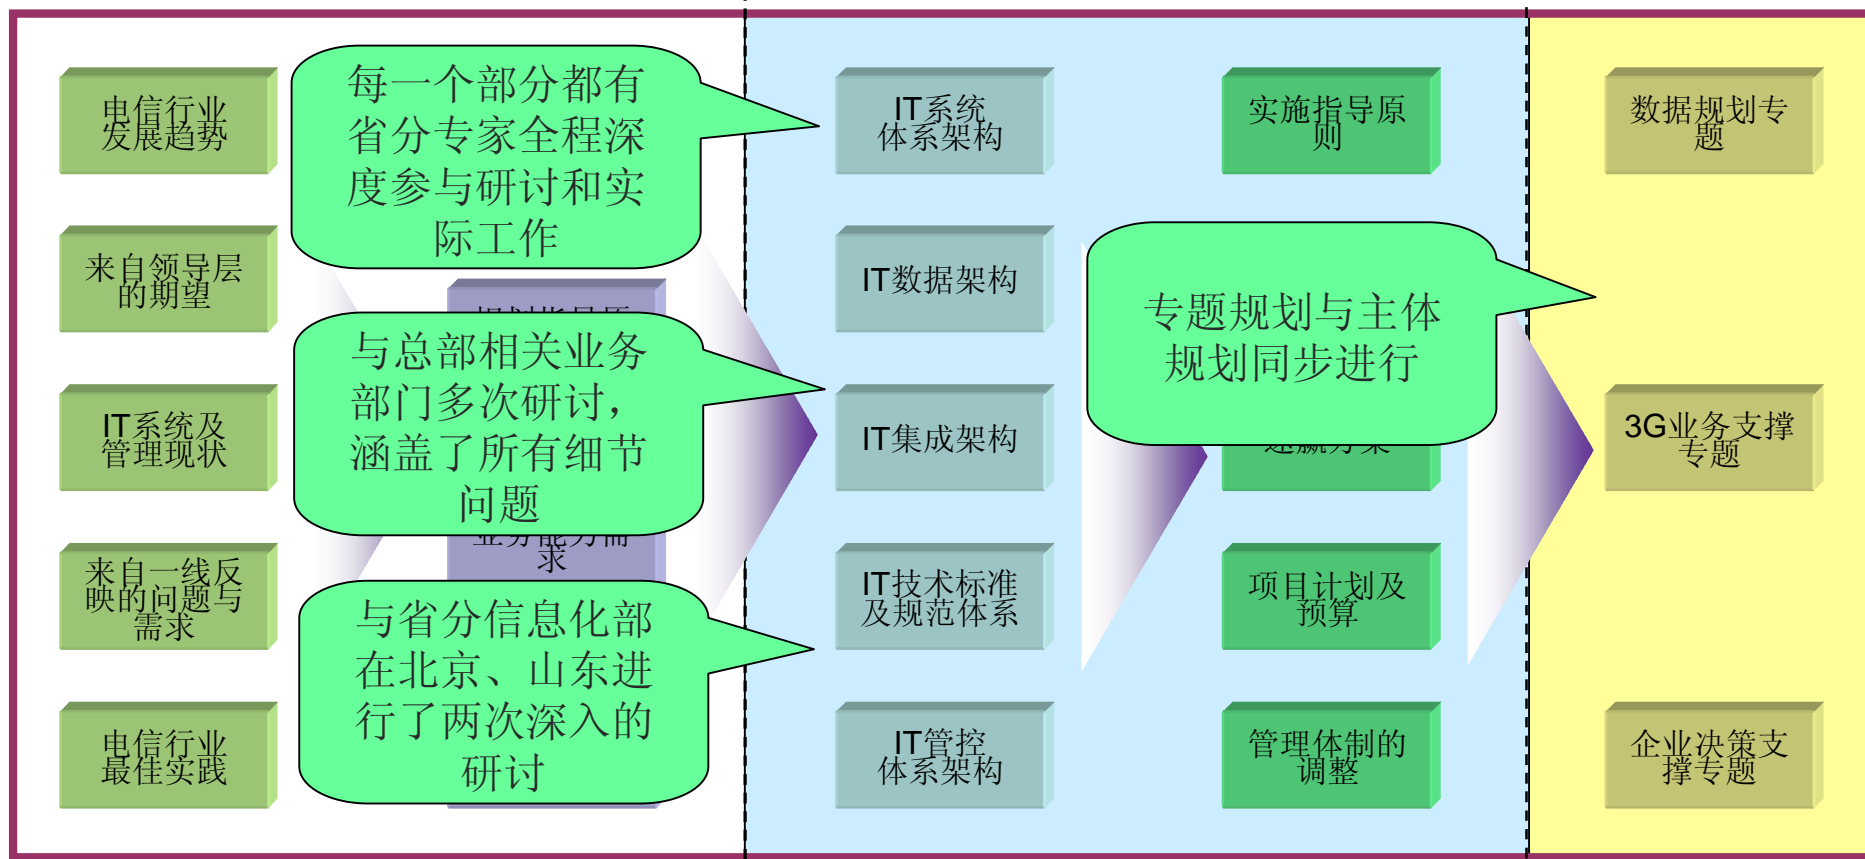 电信行业
发展趋势
来自领导层
的期望
IT系统及
管理现状
来自一线反
映的问题与
需求
电信行业
最佳实践
每一个部分都有
省分专家全程深
度参与研讨和实
际工作
与总部相关业务
部门多次研讨，
涵盖了所有细节
问题
业务能力需
求
与省分信息化部
在北京、山东进
行了两次深入的
研讨
IT系统
体系架构
IT数据架构
IT集成架构
IT技术标准
及规范体系
IT管控
体系架构
实施指导原
则
专题规划与主体
规划同步进行
速赢方案
项目计划及
预算
管理体制的
调整
数据规划专
题
3G业务支撑
专题
企业决策支
撑专题